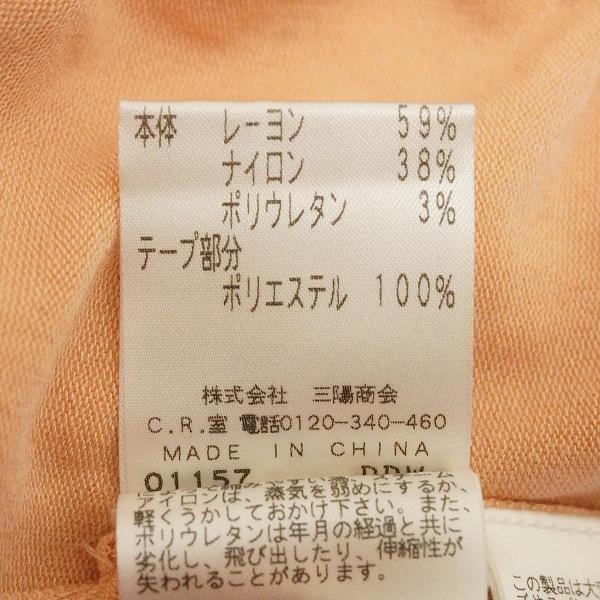 本体 レーヨン 59%
ナイロン 38%
ポリウレタン 3%
テープ部分
ポリエステル 100%
株式会社 三陽商会
C.R.室 電話0120-340-460
MADE IN CHINA
01157
アイロンは、蒸気を弱めにするか、
軽くうかしておかけ下さい。また、
ポリウレタンは年月の経過と共に
劣化し、飛び出したり、伸縮性が
失われることがあります。
この製品は大